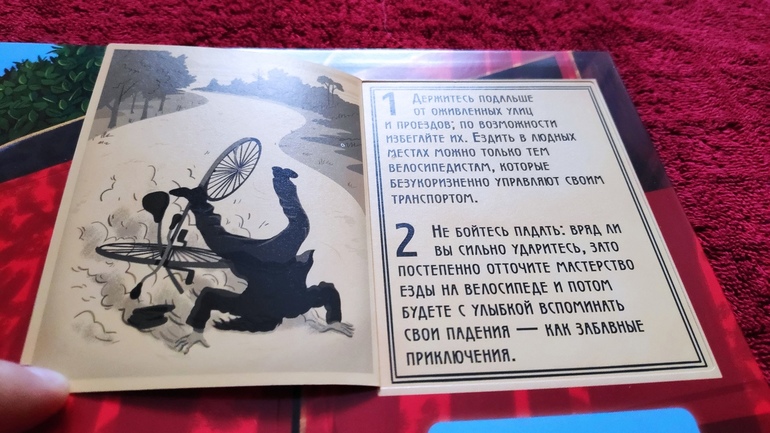 1 Держитесь подальше
от оживленных улиц
и проездов; по возможности
избегайте их. Ездить в людных
местах можно только тем
велосипедистам, которые
безукоризненно управляют своим
транспортом.
2 Не бойтесь падать: вряд ли
вы сильно ударитесь, зато
постепенно отточите мастерство
езды на велосипеде и потом
будете с улыбкой вспоминать
свои падения — как забавные
приключения.